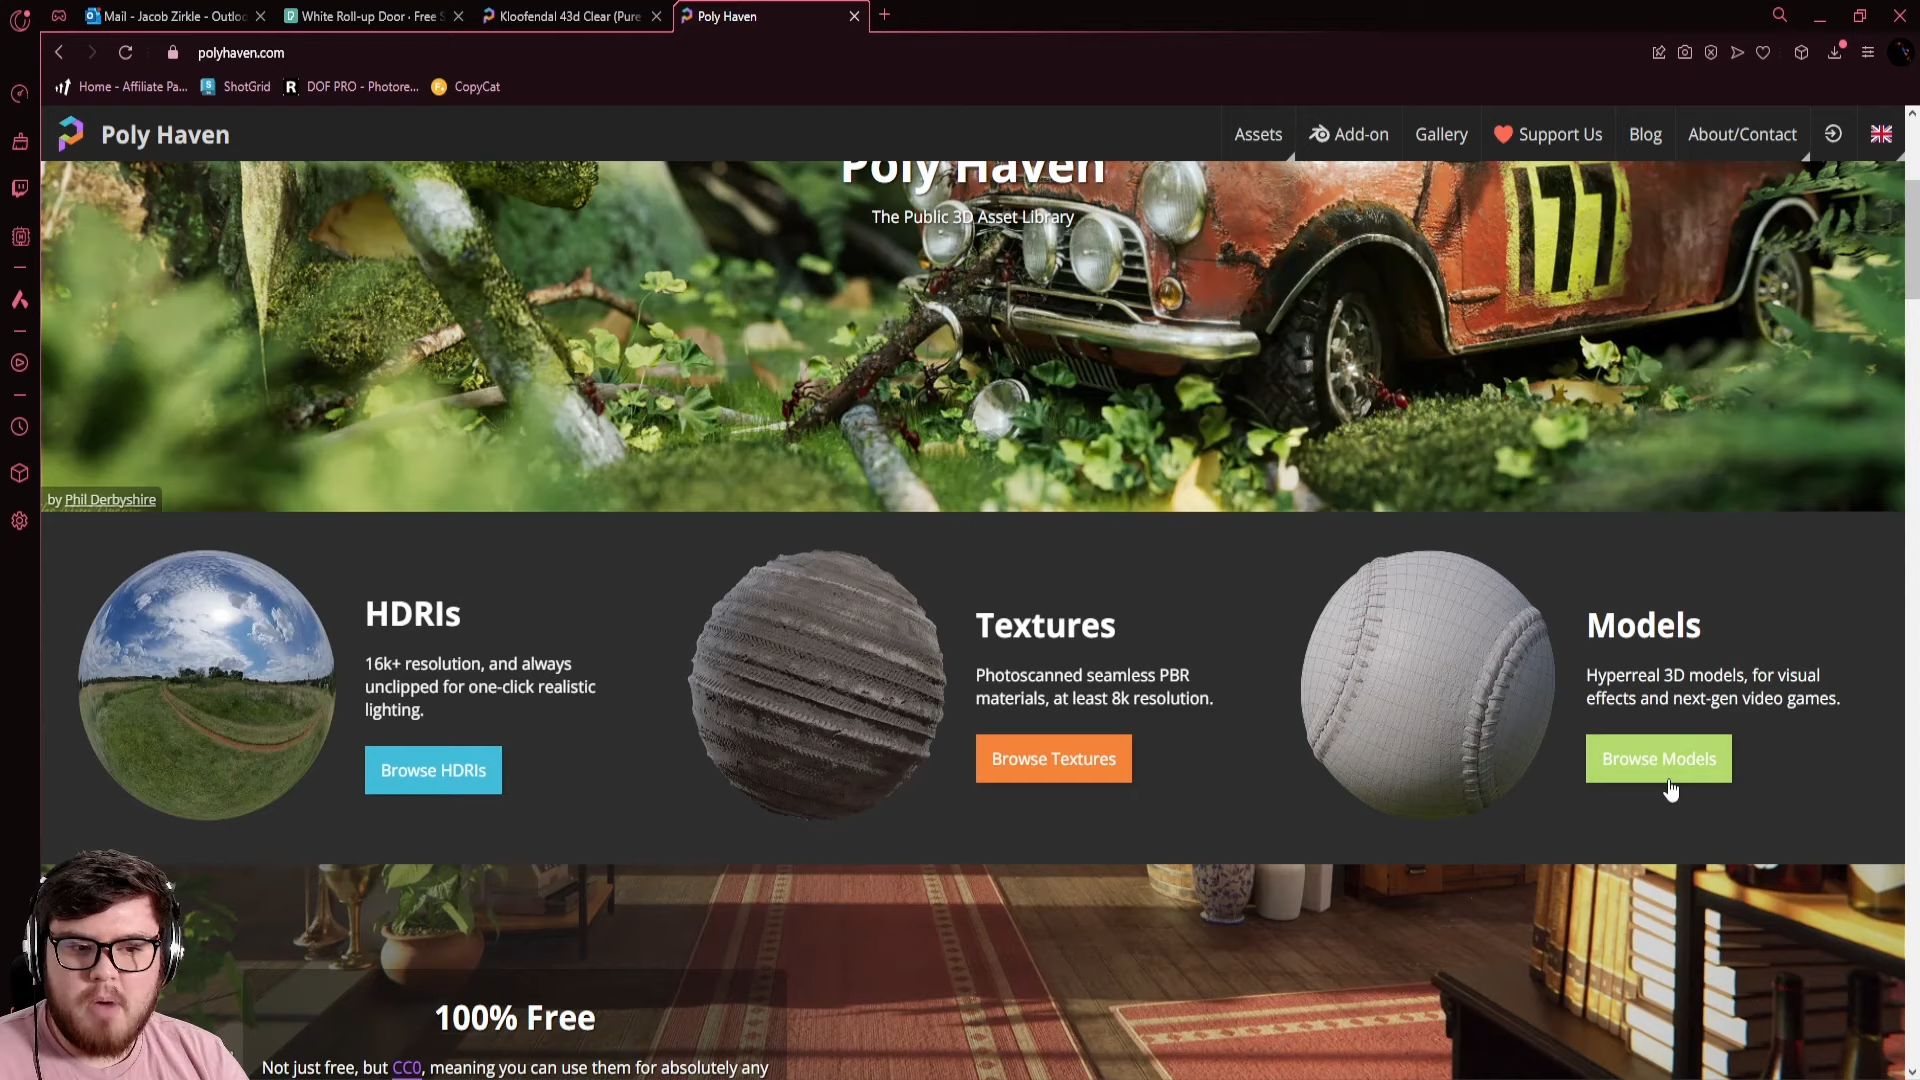 Mail - Jacob Zirkle - Outloo
White Roll-up Door · Free S
Kloofendal 43d Clear (Pure
Poly Haven
polyhaven.com
Home - Affiliate Pa...
ShotGrid
R DOF PRO - Photore...
CopyCat
Poly Haven
Assets
Add-on
Gallery
Support Us
Blog
About/Contact
Poly Haven
The Public 3D Asset Library
77
by Phil Derbyshire
HDRIs
16k+ resolution, and always
unclipped for one-click realistic
lighting.
Browse HDRIs
Textures
Photoscanned seamless PBR
materials, at least 8k resolution.
Browse Textures
Models
Hyperreal 3D models, for visual
effects and next-gen video games.
Browse Models
100% Free
Not just free, but CC0, meaning you can use them for absolutely any